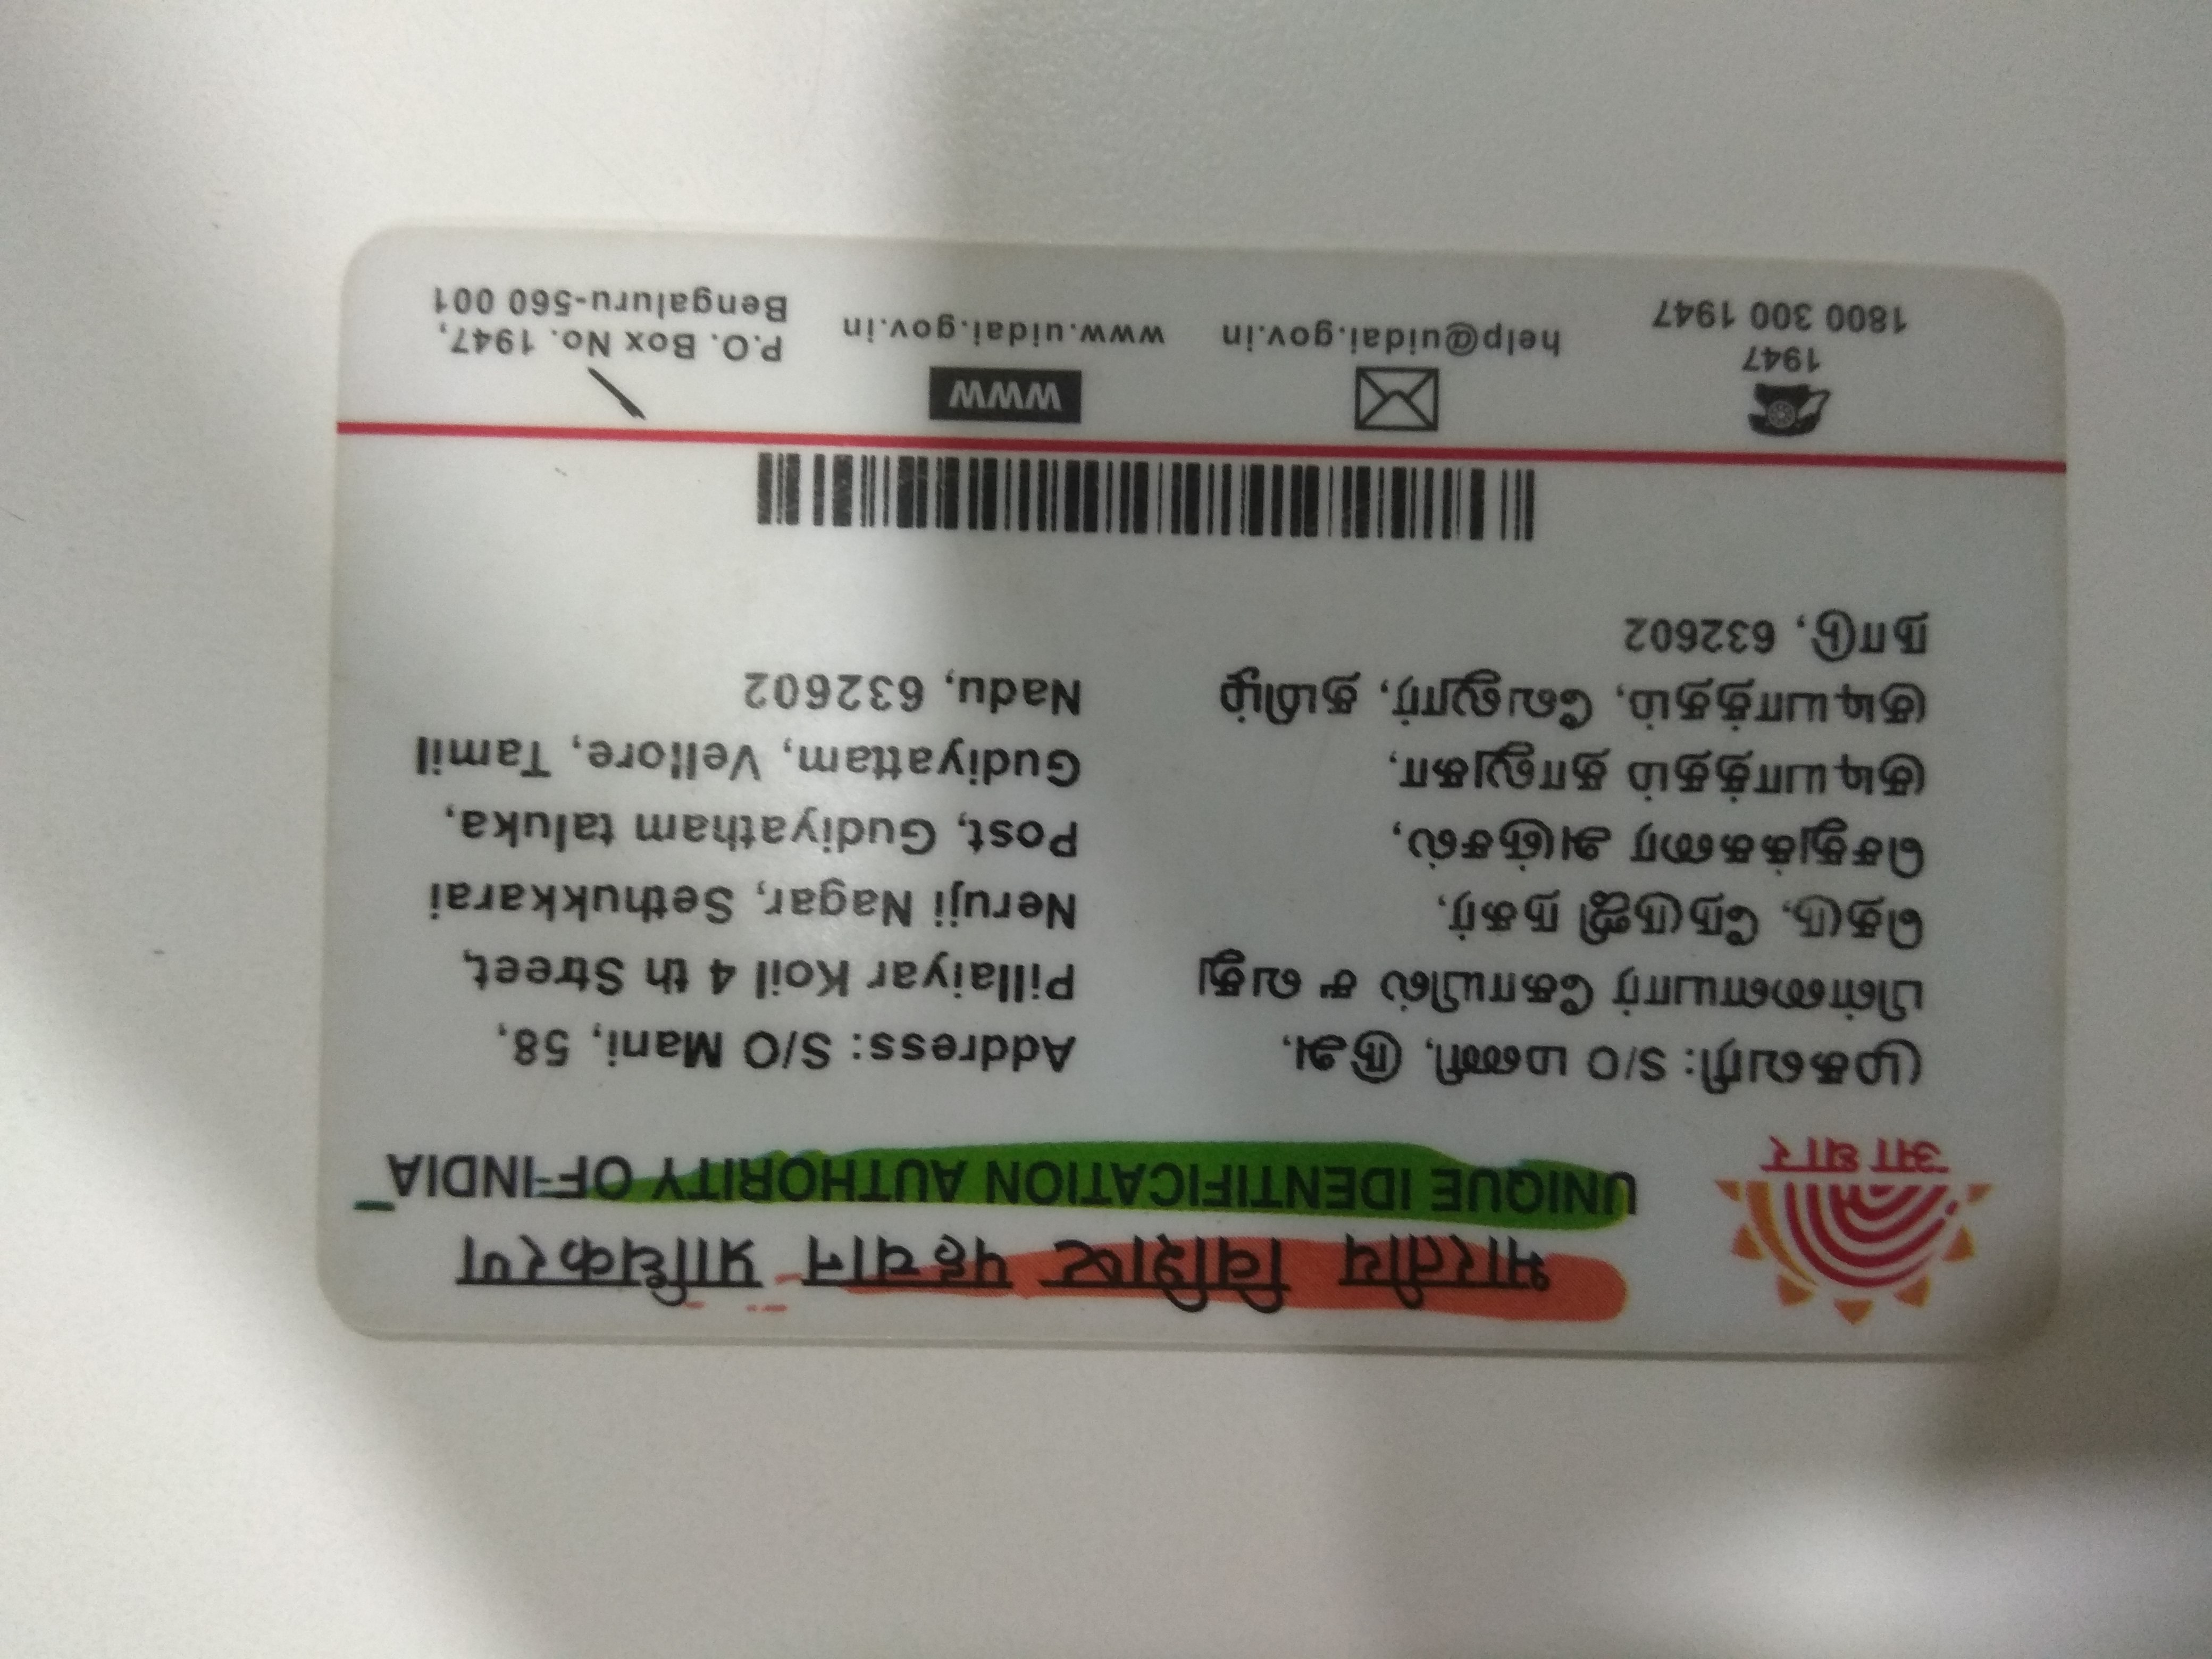 भारतीय विशिष्ट पहचान प्राधिकरण
UNIQUE IDENTIFICATION AUTHORITY OF INDIA
आधार
முகவரி: S/O மணி, ருஅ,
பிள்ளையார் கோயில் ச வது
தெரு, நேருஜி நகர்,
செதுக்கரை அஞ்சல்,
குடியாத்தம் தாலுகா,
குடியாத்தம், வேலூர், தமிழ்
நாடு, 632602
Address: S/O Mani, 58,
Pillaiyar Koil 4 th Street,
Neruji Nagar, Sethukkarai
Post, Gudiyatham taluka,
Gudiyattam, Vellore, Tamil
Nadu, 632602
1947
1800 300 1947
help@uidai.gov.in
WWW
www.uidai.gov.in
P.O. Box No. 1947,
Bengaluru-560 001